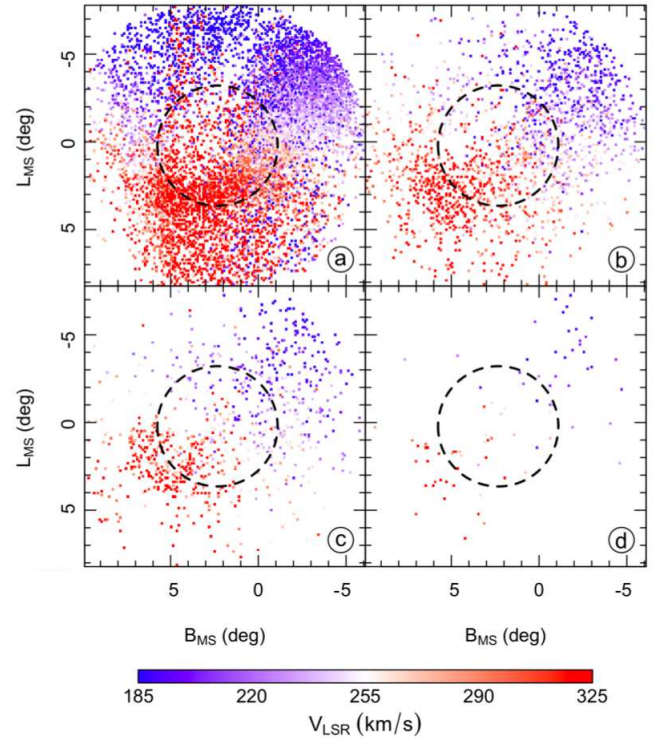 -5
0
5
L_MS (deg)
a
b
-5
0
5
L_MS (deg)
c
d
5 0 -5 5 0 -5
B_MS (deg) B_MS (deg)
185 220 255 290 325
V_LSR (km/s)